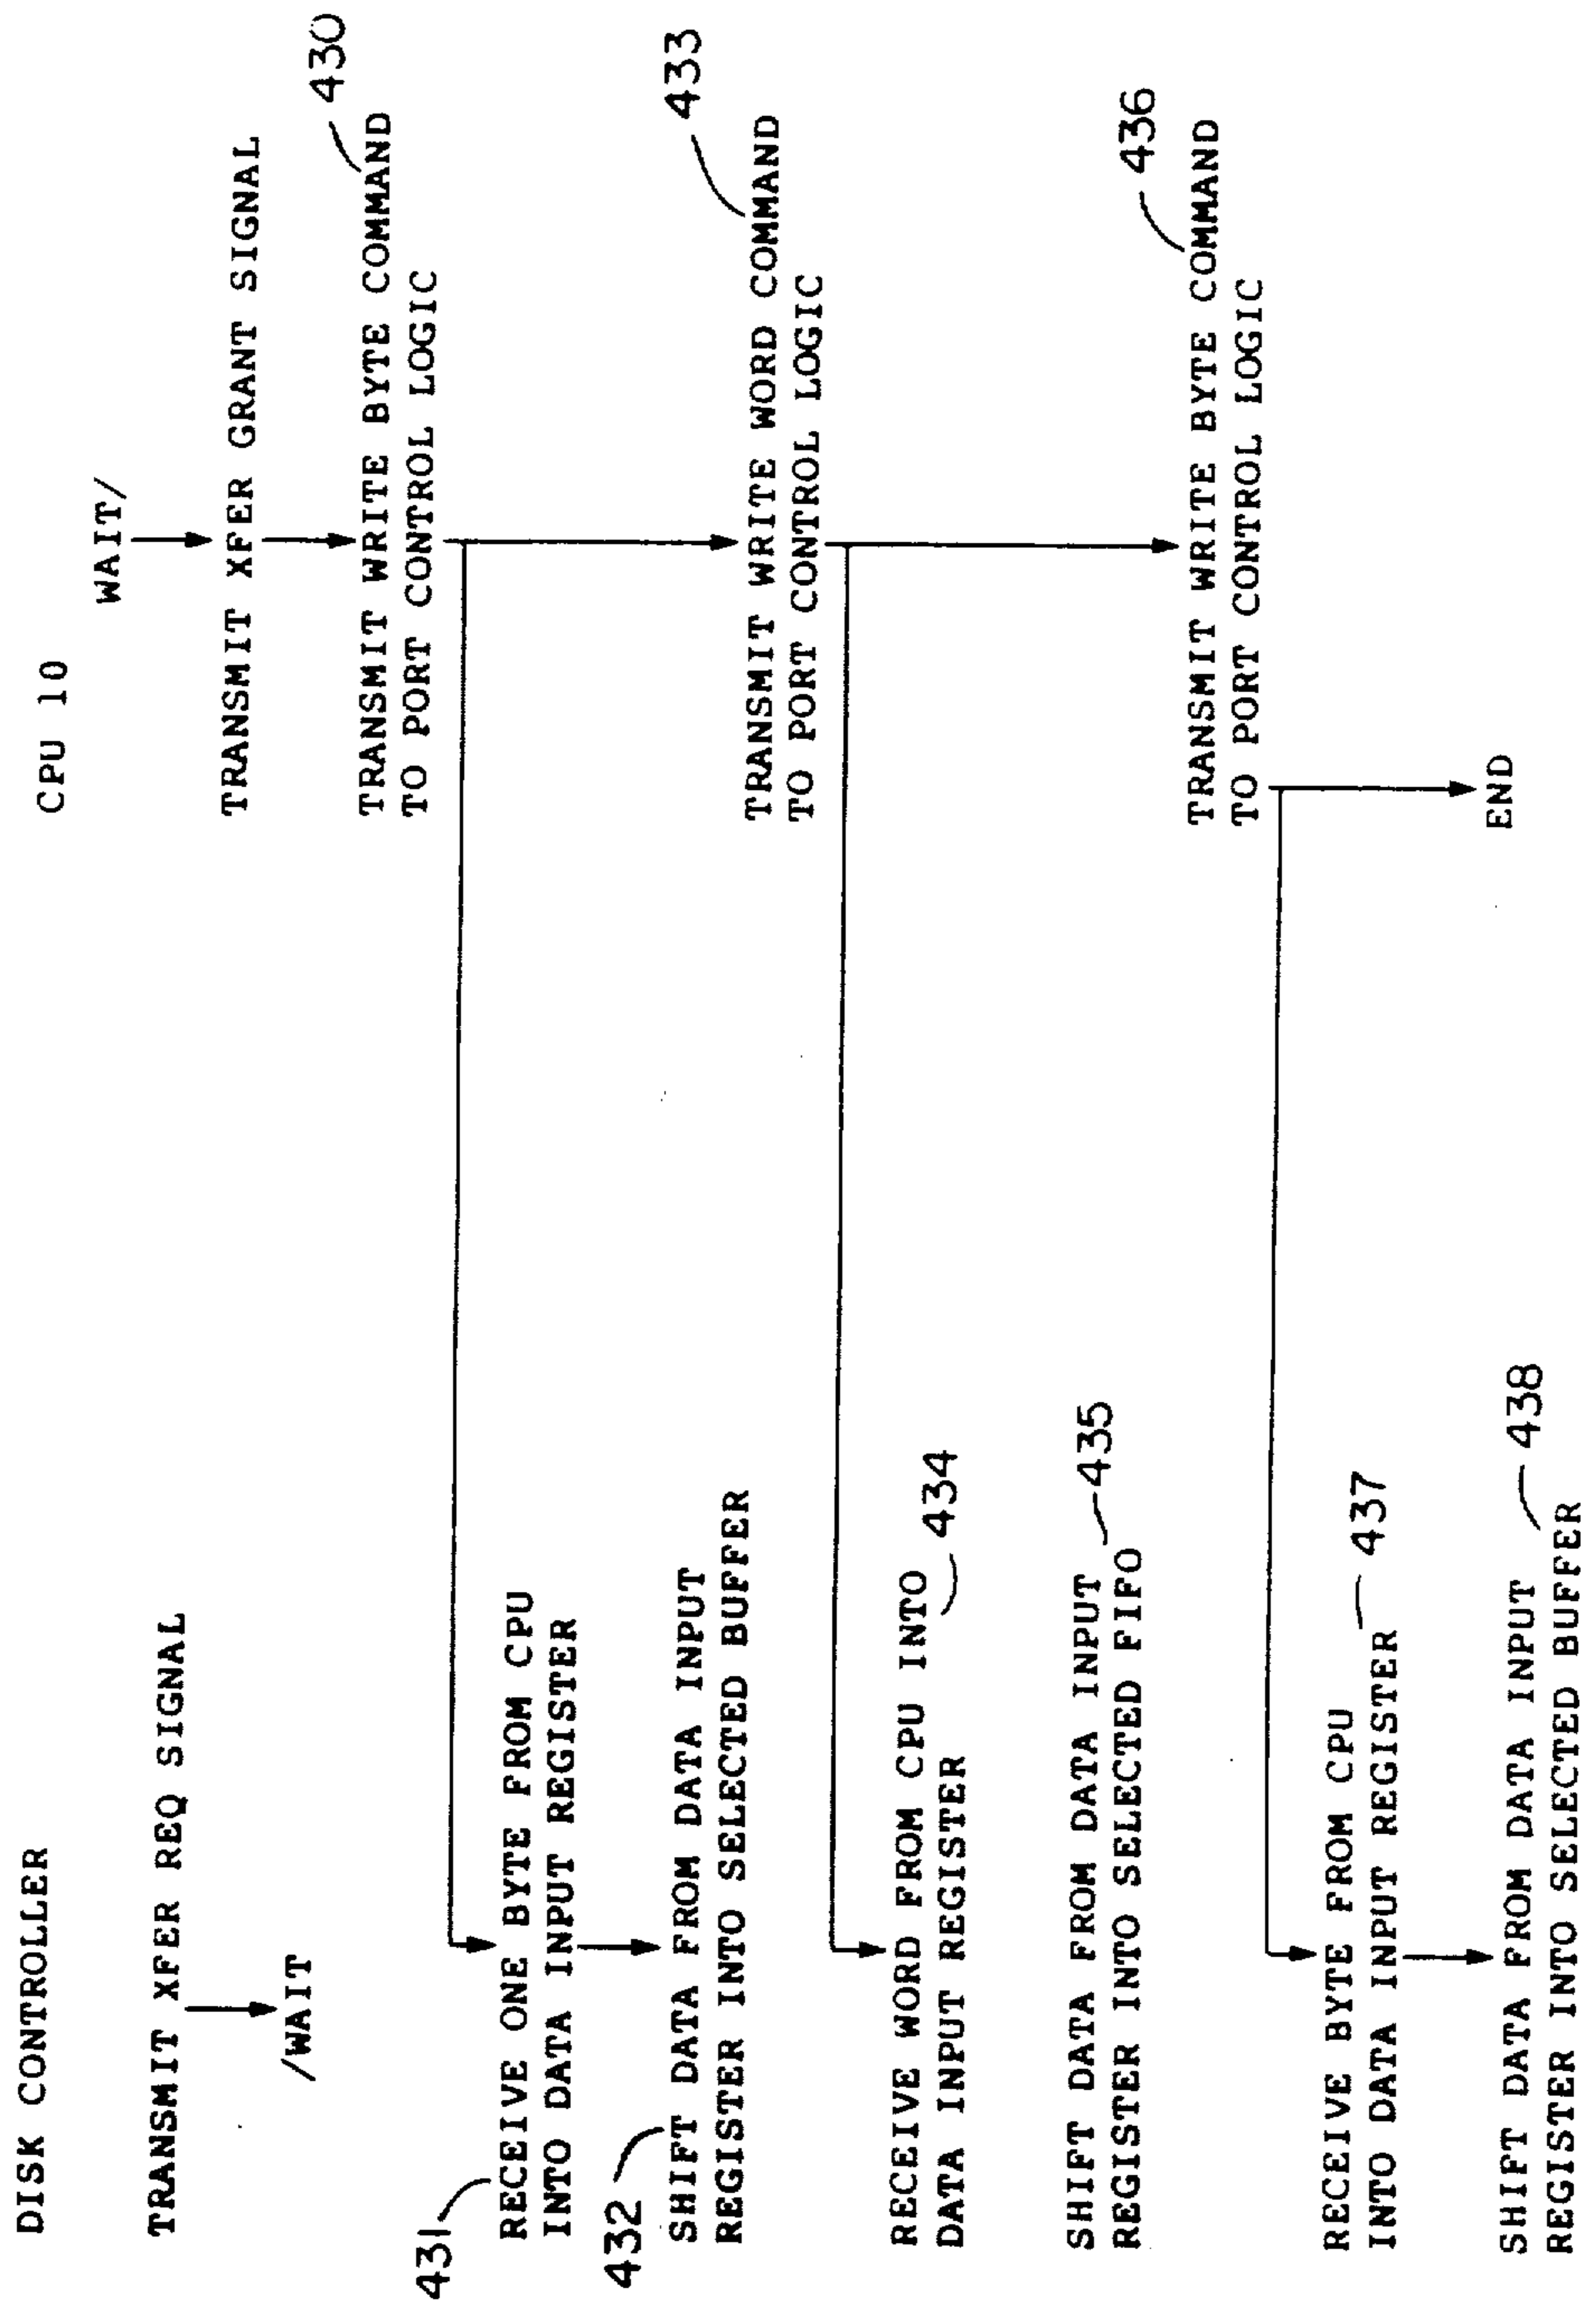 DISK CONTROLLER
CPU 10
TRANSMIT XFER REQ SIGNAL
/WAIT
WAIT/
TRANSMIT XFER GRANT SIGNAL
430
TRANSMIT WRITE BYTE COMMAND
TO PORT CONTROL LOGIC
431
RECEIVE ONE BYTE FROM CPU
INTO DATA INPUT REGISTER
432
SHIFT DATA FROM DATA INPUT
REGISTER INTO SELECTED BUFFER
433
TRANSMIT WRITE WORD COMMAND
TO PORT CONTROL LOGIC
RECEIVE WORD FROM CPU INTO
DATA INPUT REGISTER
434
SHIFT DATA FROM DATA INPUT
REGISTER INTO SELECTED FIFO
435
436
TRANSMIT WRITE BYTE COMMAND
TO PORT CONTROL LOGIC
RECEIVE BYTE FROM CPU
INTO DATA INPUT REGISTER
437
END
SHIFT DATA FROM DATA INPUT
REGISTER INTO SELECTED BUFFER
438